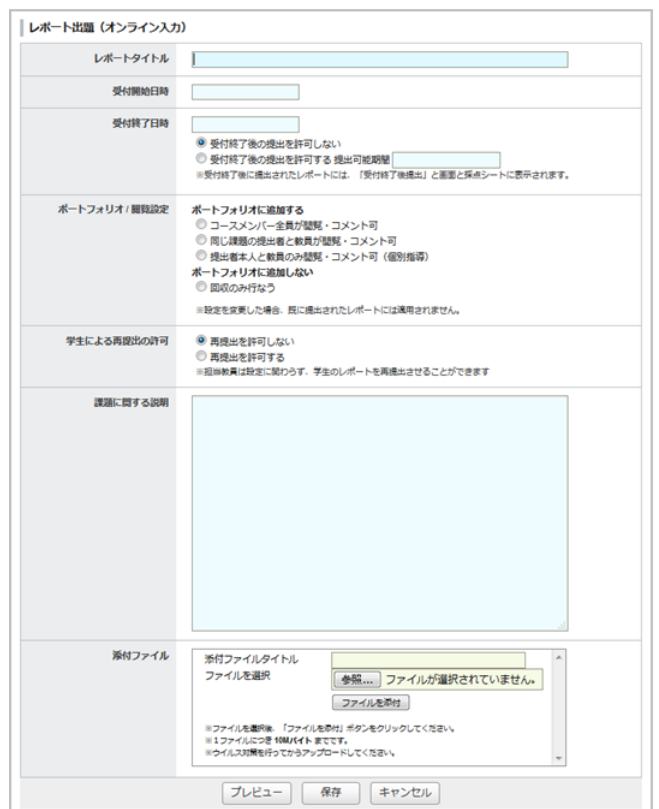 レポート出題（オンライン入力）
レポートタイトル
受付開始日時
受付終了日時
受付終了後の提出を許可しない
受付終了後の提出を許可する 提出可能期間
※受付終了後に提出されたレポートには、「受付終了後提出」と画面と採点シートに表示されます。
ポートフォリオ / 閲覧設定
ポートフォリオに追加する
コースメンバー全員が閲覧・コメント可
同じ課題の提出者と教員が閲覧・コメント可
提出者本人と教員のみ閲覧・コメント可（個別指導）
ポートフォリオに追加しない
回収のみ行なう
※設定を変更した場合、既に提出されたレポートには適用されません。
学生による再提出の許可
再提出を許可しない
再提出を許可する
※担当教員は設定に関わらず、学生のレポートを再提出させることができます
課題に関する説明
添付ファイル
添付ファイルタイトル
ファイルを選択
参照... ファイルが選択されていません。
ファイルを添付
※ファイルを選択後、「ファイルを添付」ボタンをクリックしてください。
※１ファイルにつき 10Mバイト までです。
※ウイルス対策を行ってからアップロードしてください。
プレビュー 保存 キャンセル